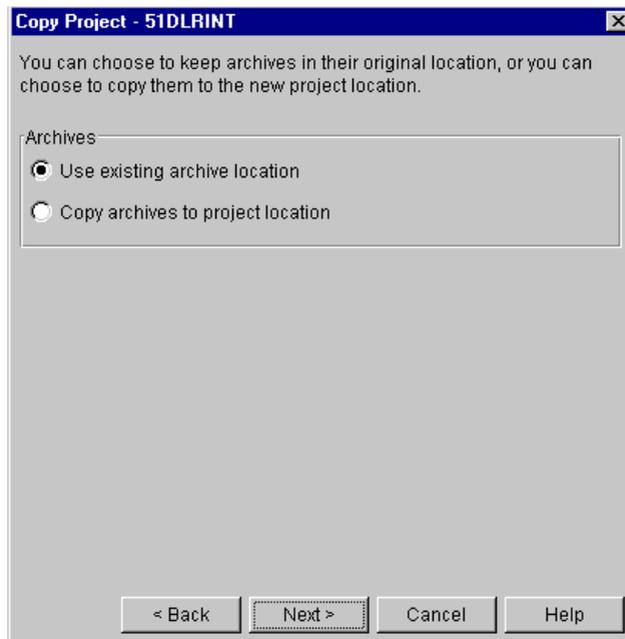 Copy Project - 51DLRINT
You can choose to keep archives in their original location, or you can
choose to copy them to the new project location.
Archives
Use existing archive location
Copy archives to project location
< Back Next > Cancel Help